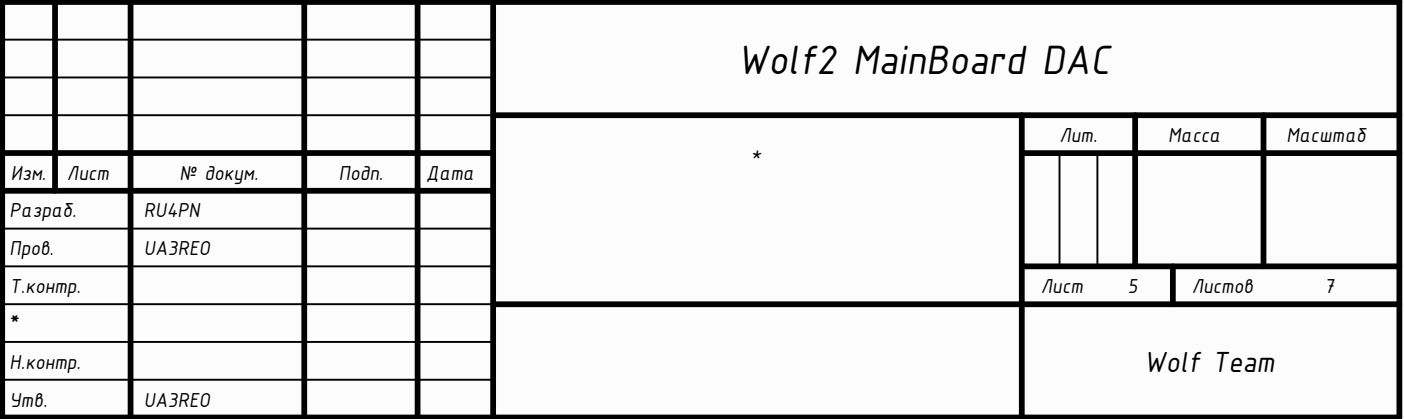 Wolf2 MainBoard DAC
*
Лит. Масса Масштаб
Изм. Лист № докум. Подп. Дата
Разраб. RU4PN
Пров. UA3REO
Т.контр.
Лист 5 Листов 7
*
Н.контр.
Wolf Team
Утв. UA3REO